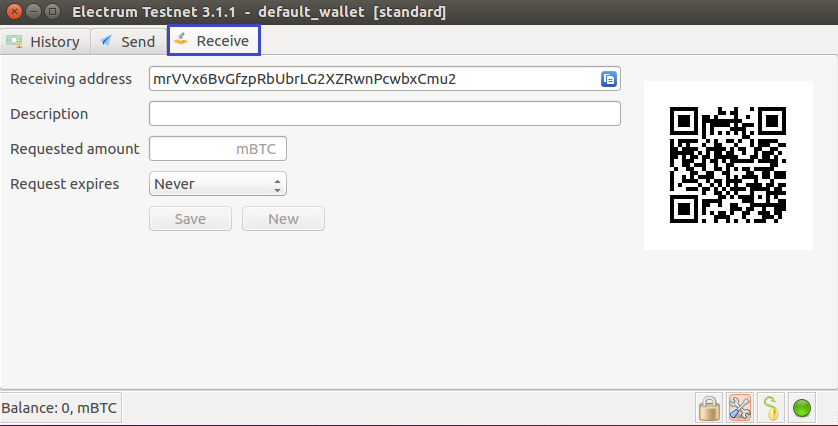 Electrum Testnet 3.1.1 - default_wallet [standard]
History Send Receive
Receiving address mrVVx6BvGfzpRbUbrLG2XZRwnPcwbxCmu2
Description
Requested amount mBTC
Request expires Never
Save New
Balance: 0, mBTC